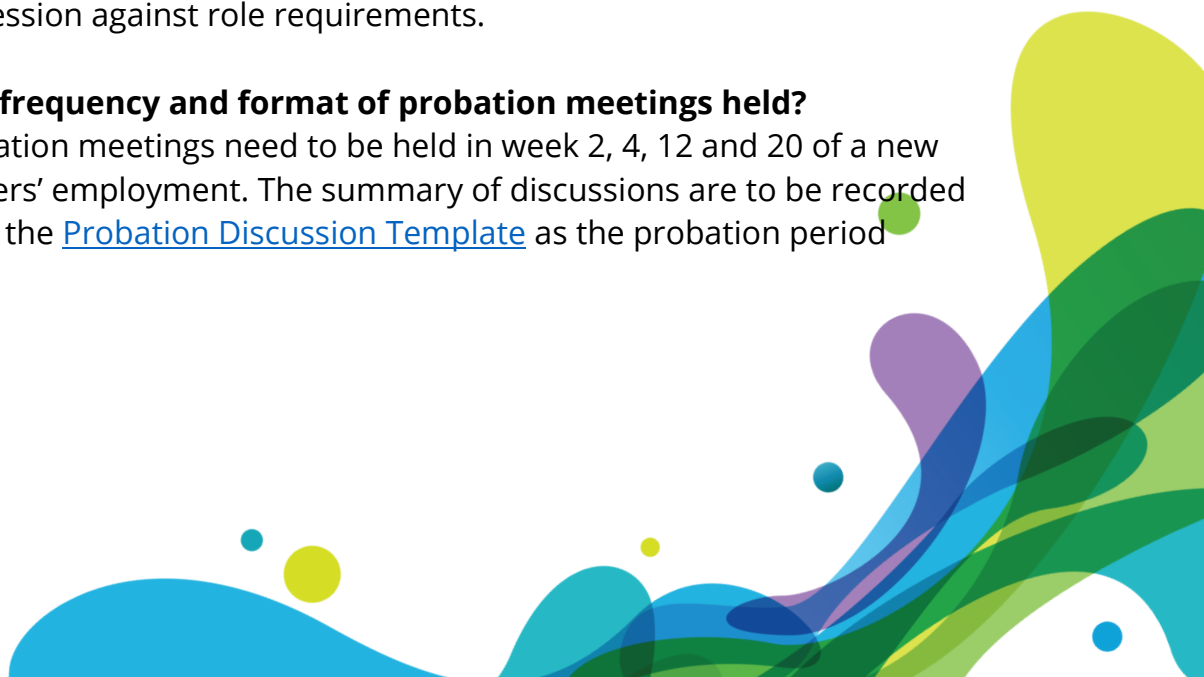 ession against role requirements.
frequency and format of probation meetings held?
ation meetings need to be held in week 2, 4, 12 and 20 of a new
ers’ employment. The summary of discussions are to be recorded
the Probation Discussion Template as the probation period